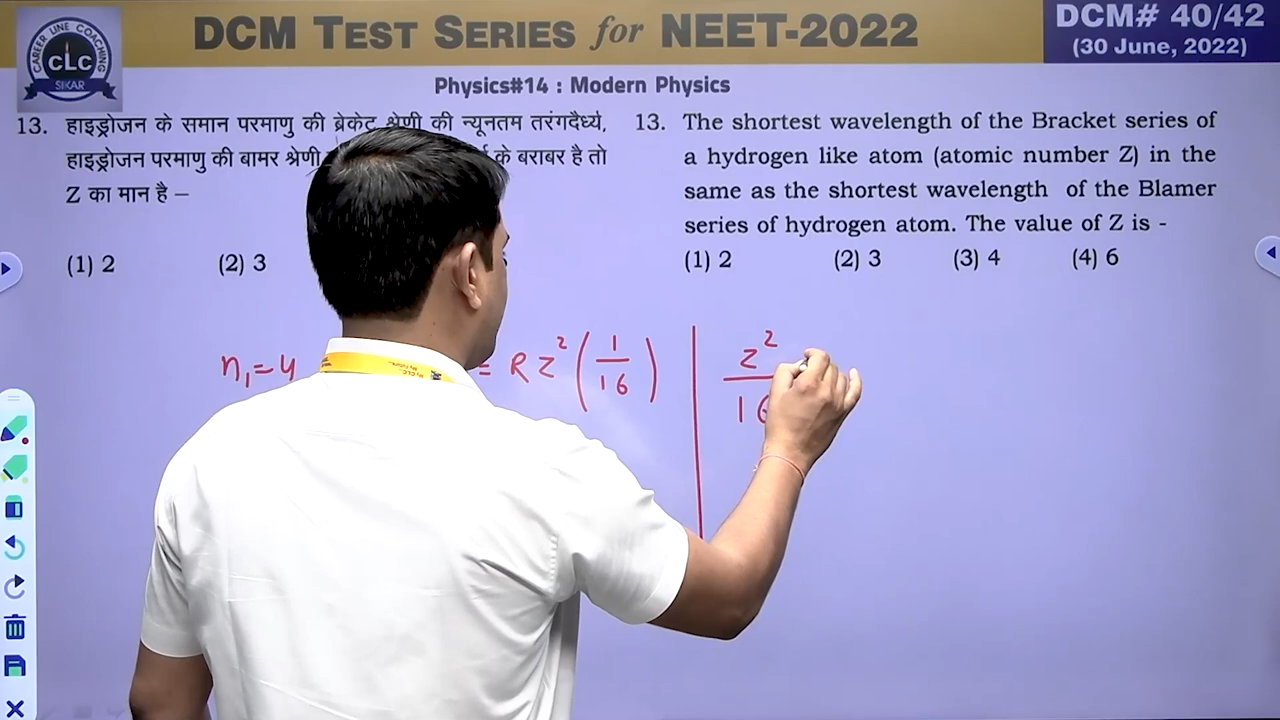 DCM TEST SERIES for NEET-2022
DCM# 40/42
(30 June, 2022)
CAREER LINE COACHING
CLC
SIKAR
Physics#14 : Modern Physics
13. हाइड्रोजन के समान परमाणु की ब्रेकेट श्रेणी की न्यूनतम तरंगदैर्ध्य,
हाइड्रोजन परमाणु की बामर श्रेणी के बराबर है तो
Z का मान है –
(1) 2 (2) 3
13. The shortest wavelength of the Bracket series of
a hydrogen like atom (atomic number Z) in the
same as the shortest wavelength of the Blamer
series of hydrogen atom. The value of Z is -
(1) 2 (2) 3 (3) 4 (4) 6
n₁=4 = RZ²(1/16)
Z²